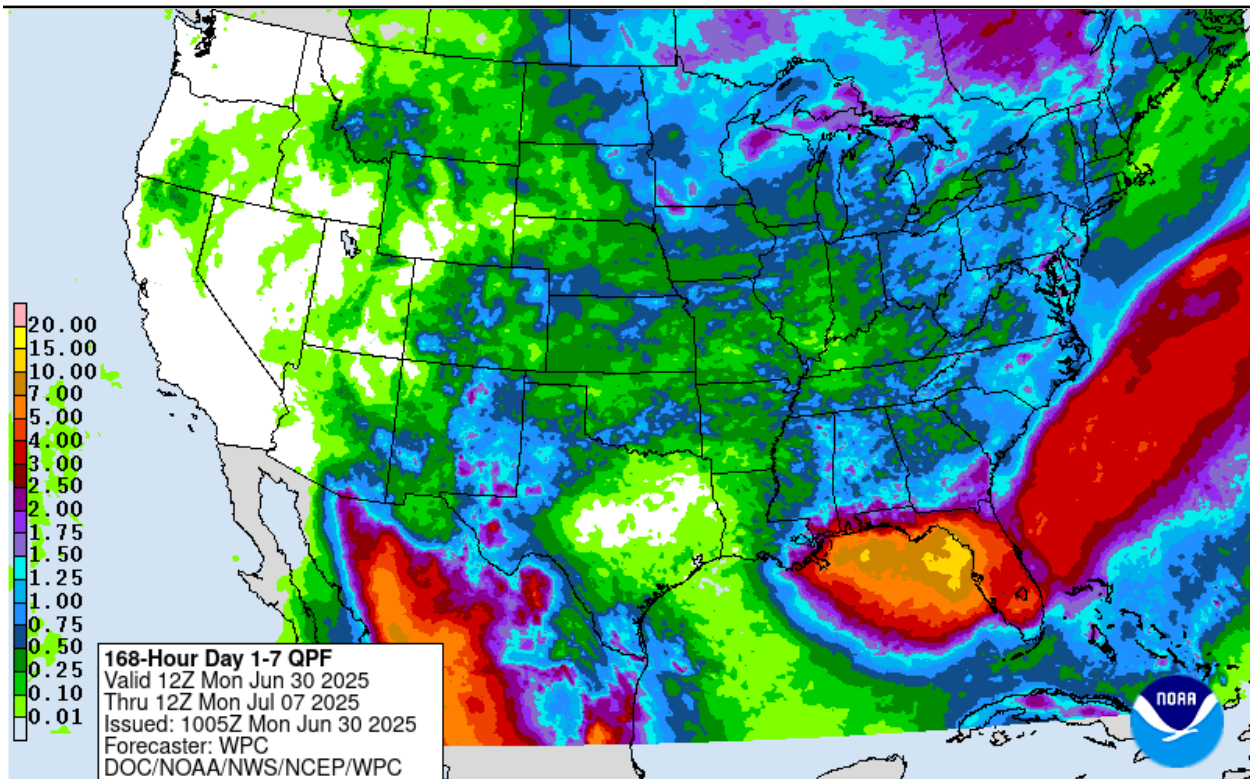 20.00
15.00
10.00
7.00
5.00
4.00
3.00
2.50
2.00
1.75
1.50
1.25
1.00
0.75
0.50
0.25
0.10
0.01
168-Hour Day 1-7 QPF
Valid 12Z Mon Jun 30 2025
Thru 12Z Mon Jul 07 2025
Issued: 1005Z Mon Jun 30 2025
Forecaster: WPC
DOC/NOAA/NWS/NCEP/WPC
NOAA